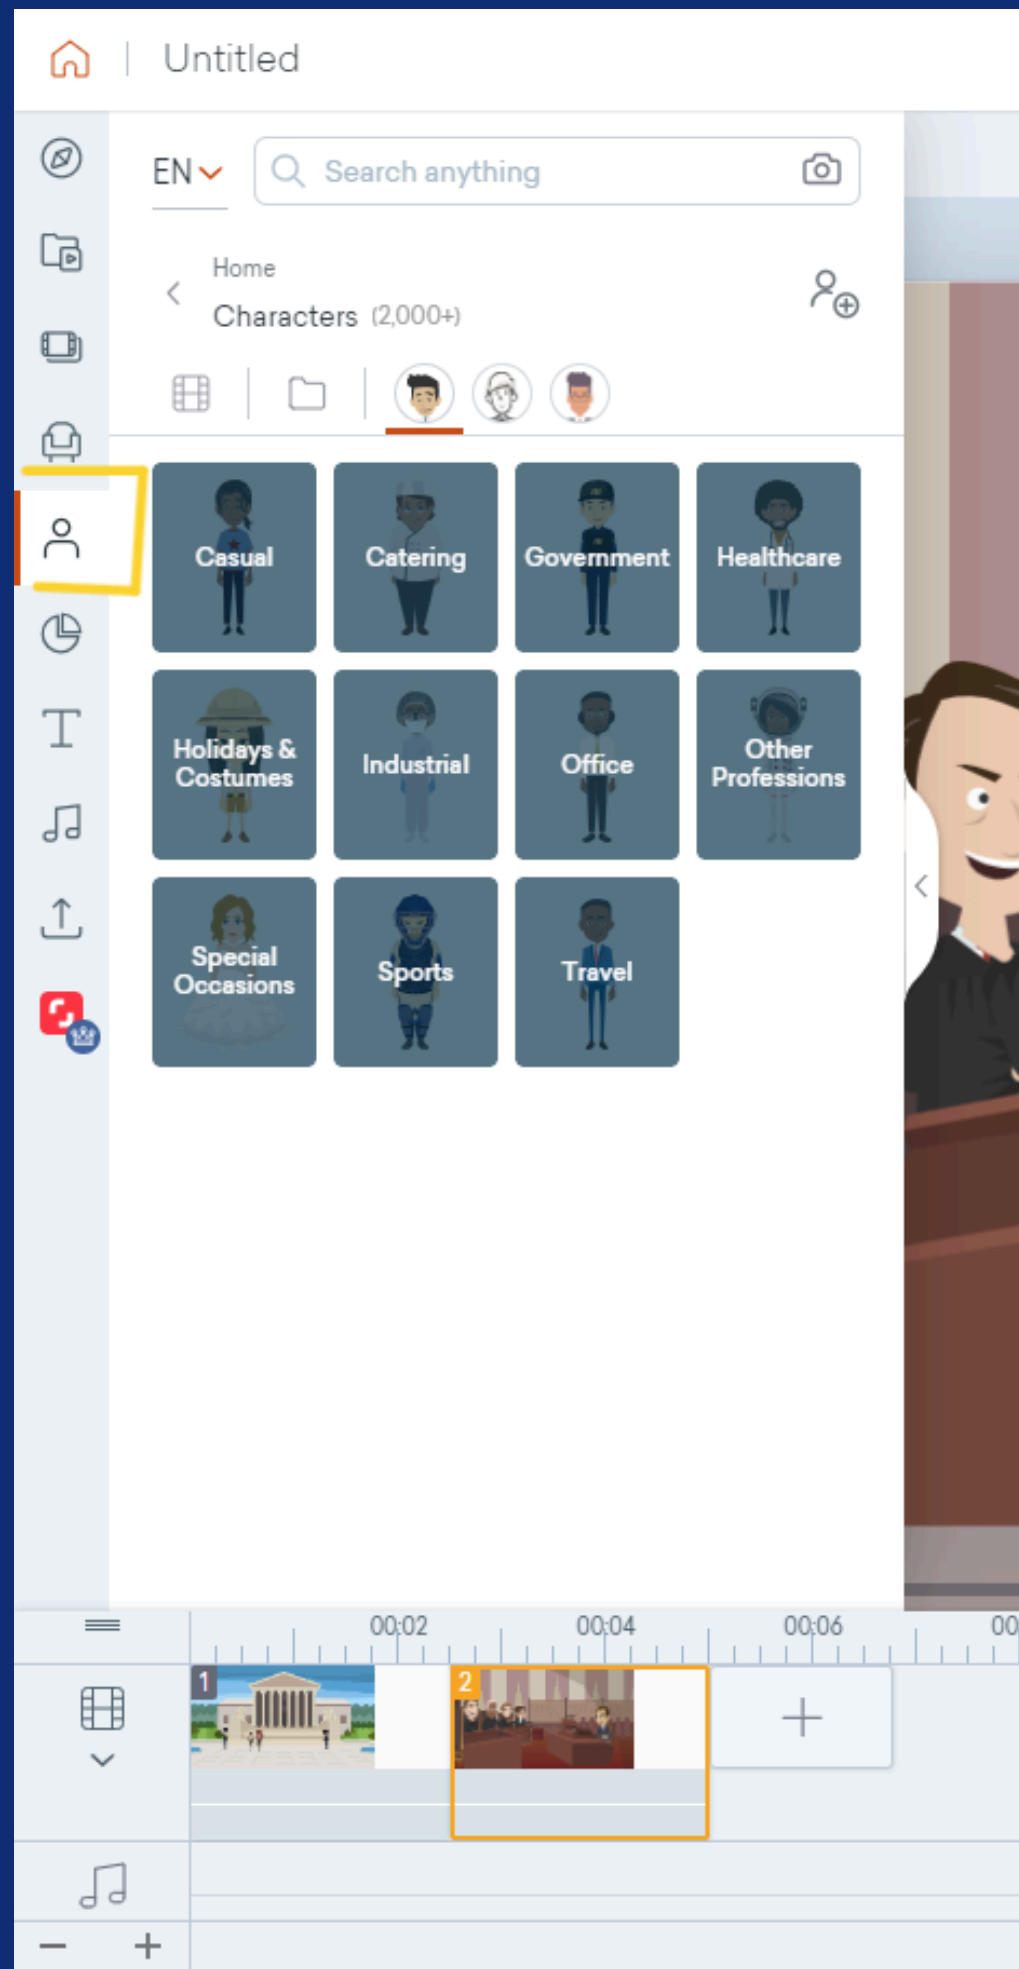 Untitled
EN
Search anything
Home
Characters (2,000+)
Casual
Catering
Government
Healthcare
Holidays &
Costumes
Industrial
Office
Other
Professions
Special
Occasions
Sports
Travel
00:02
00:04
00:06
00
1
2